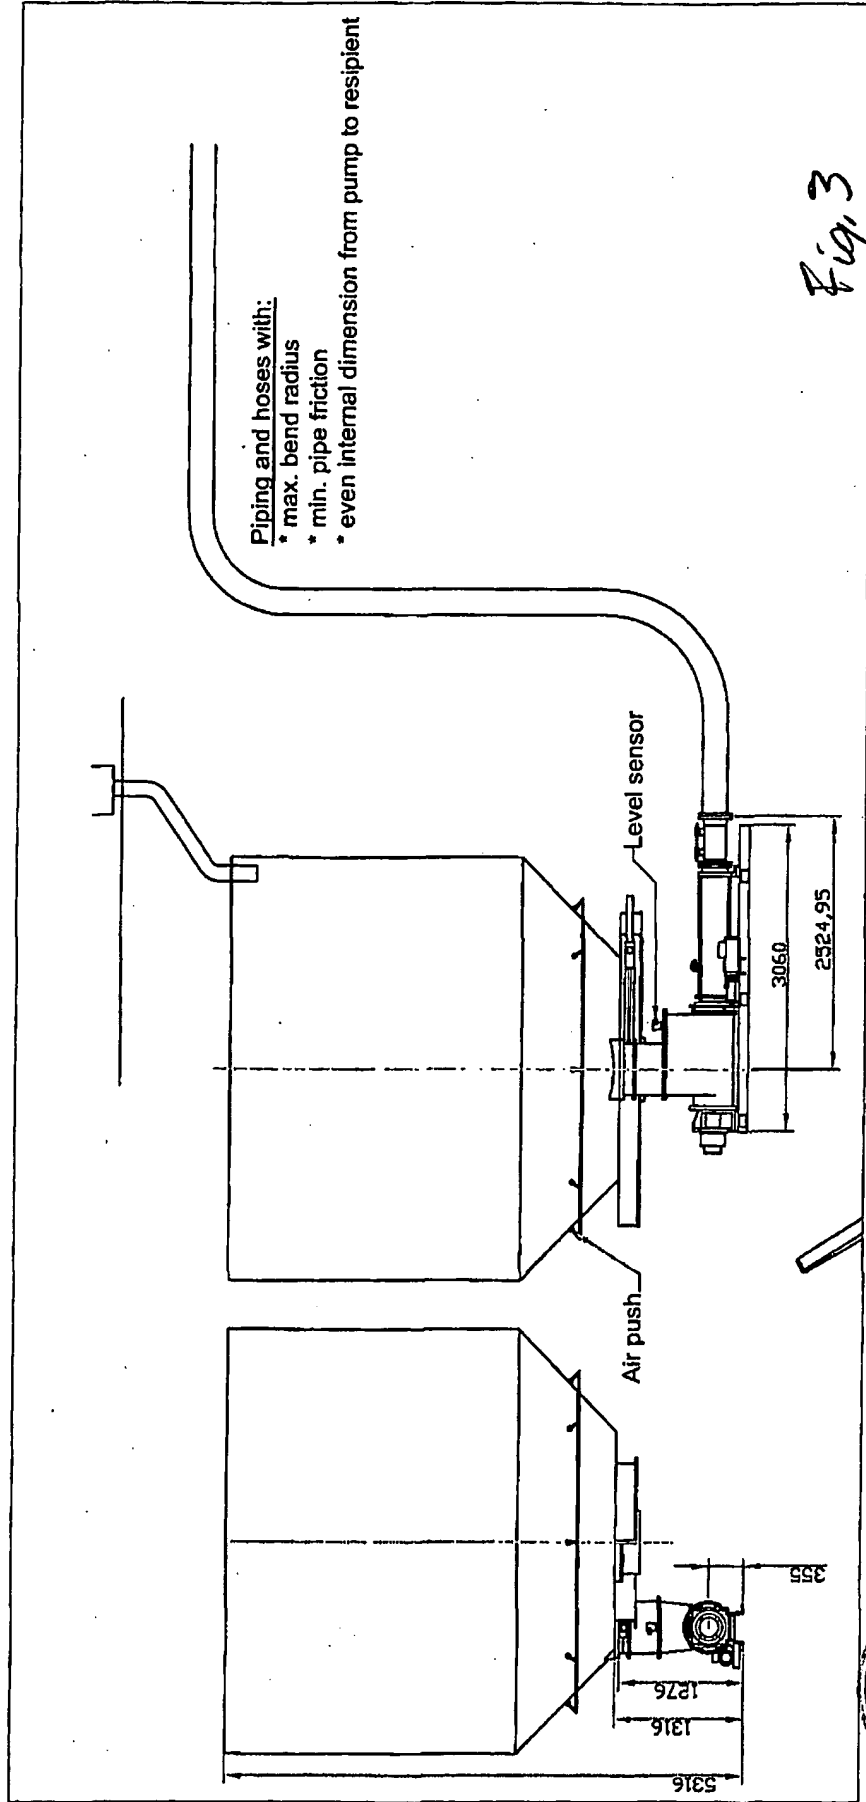 Piping and hoses with:
* max. bend radius
* min. pipe friction
* even internal dimension from pump to resipient
Level sensor
Air push
3060
2524,95
355
1276
1316
5316
Fig. 3